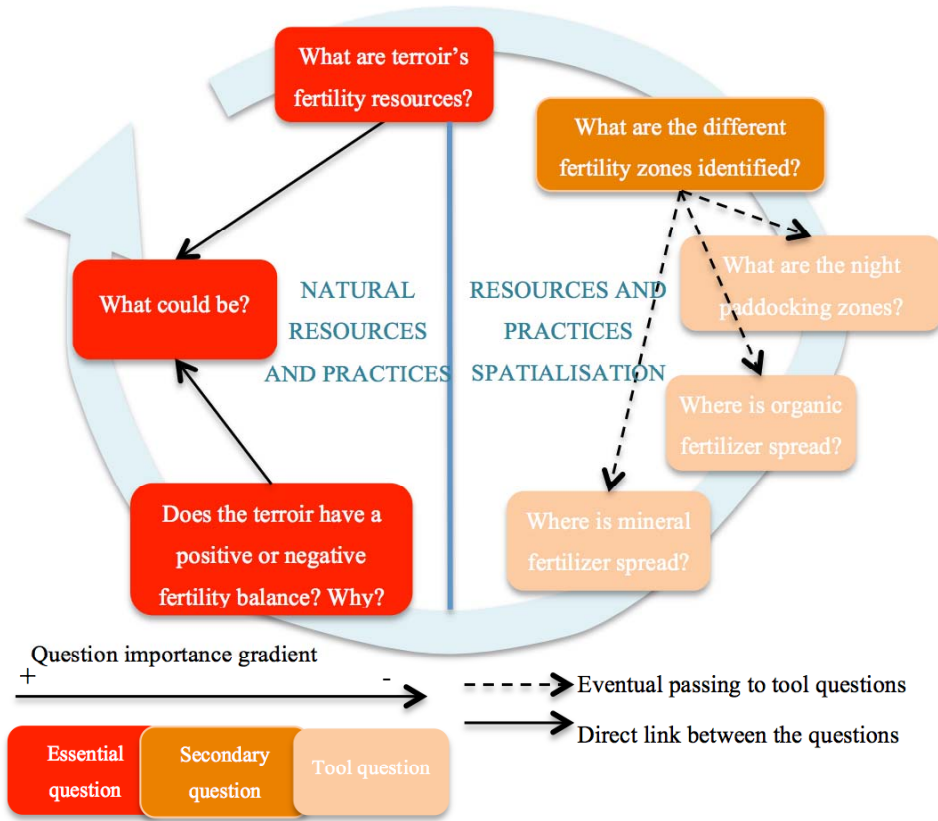 What are terroir's
fertility resources?
What are the different
fertility zones identified?
What are the night
paddocking zones?
What could be?
NATURAL
RESOURCES
AND PRACTICES
RESOURCES AND
PRACTICES
SPATIALISATION
Where is organic
fertilizer spread?
Does the terroir have a
positive or negative
fertility balance? Why?
Where is mineral
fertilizer spread?
Question importance gradient
+ -
Eventual passing to tool questions
Direct link between the questions
Essential
question
Secondary
question
Tool question